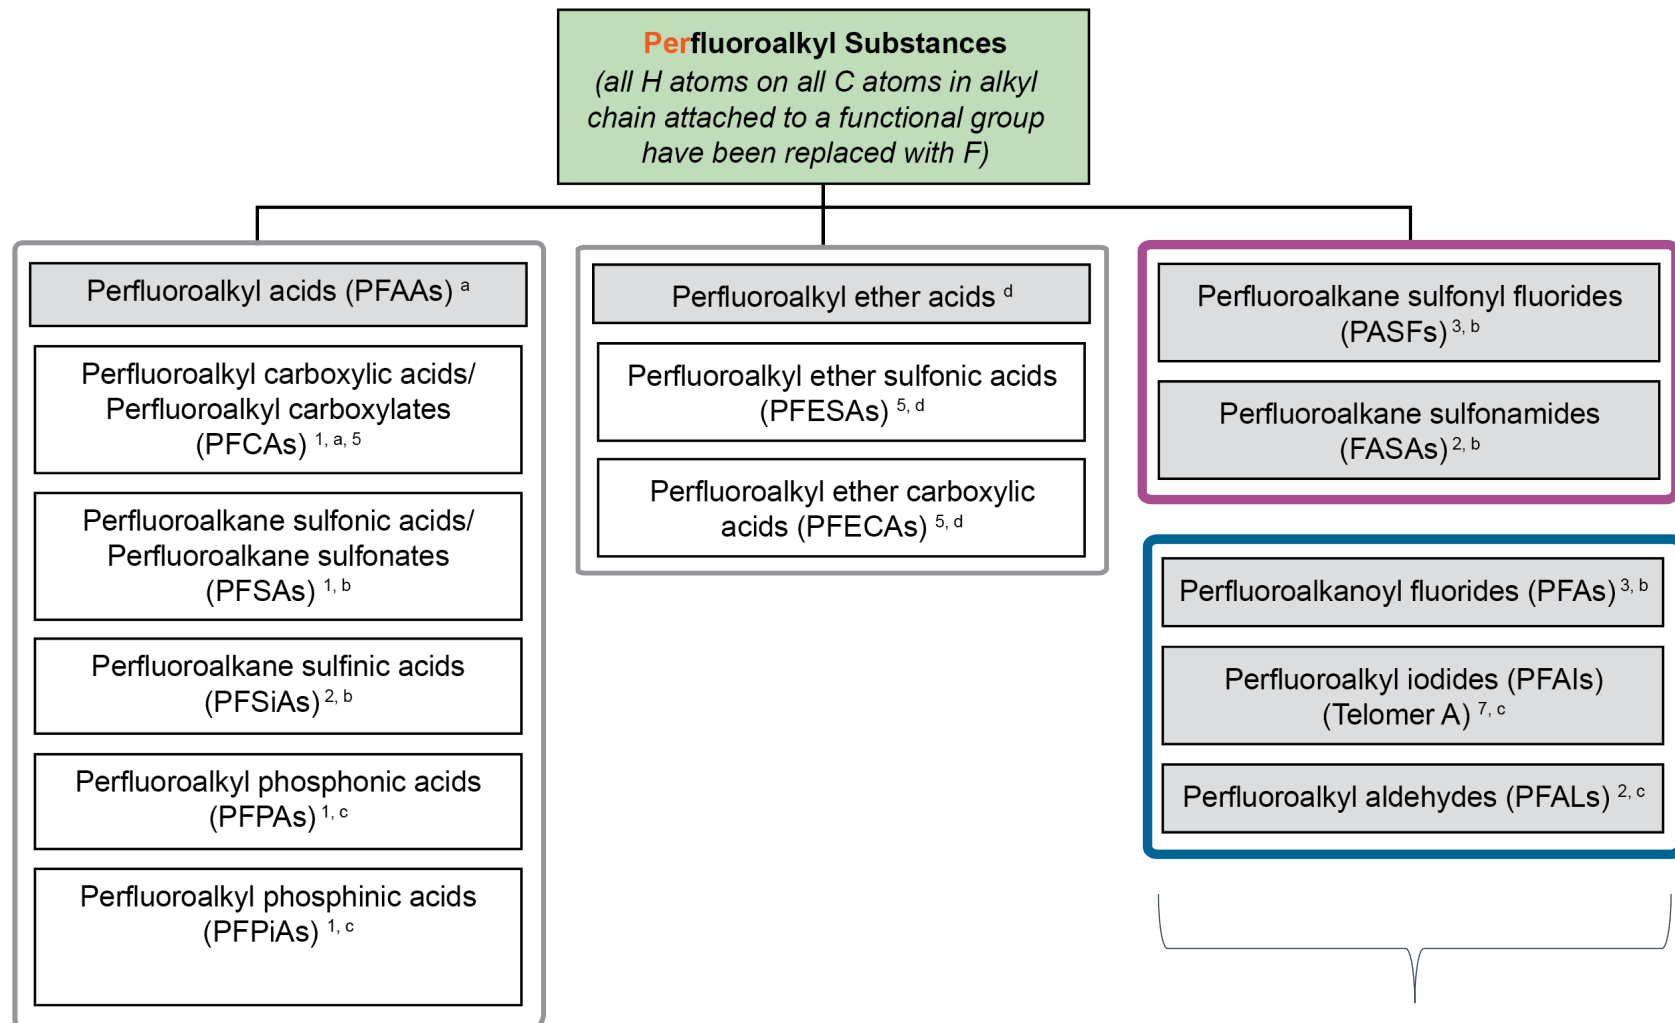 Perfluoroalkyl Substances
(all H atoms on all C atoms in alkyl
chain attached to a functional group
have been replaced with F)
Perfluoroalkyl acids (PFAAs) a
Perfluoroalkyl carboxylic acids/
Perfluoroalkyl carboxylates
(PFCAs) 1, a, 5
Perfluoroalkane sulfonic acids/
Perfluoroalkane sulfonates
(PFSAs) 1, b
Perfluoroalkane sulfinic acids
(PFSiAs) 2, b
Perfluoroalkyl phosphonic acids
(PFPAs) 1, c
Perfluoroalkyl phosphinic acids
(PFPiAs) 1, c
Perfluoroalkyl ether acids d
Perfluoroalkyl ether sulfonic acids
(PFESAs) 5, d
Perfluoroalkyl ether carboxylic
acids (PFECAs) 5, d
Perfluoroalkane sulfonyl fluorides
(PASFs) 3, b
Perfluoroalkane sulfonamides
(FASAs) 2, b
Perfluoroalkanoyl fluorides (PFAs) 3, b
Perfluoroalkyl iodides (PFAIs)
(Telomer A) 7, c
Perfluoroalkyl aldehydes (PFALs) 2, c